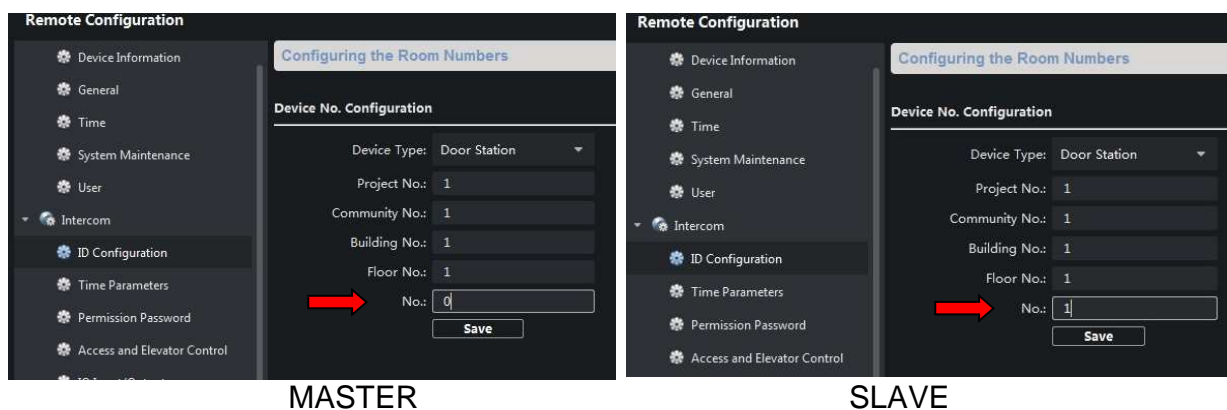 Remote Configuration
Device Information
General
Time
System Maintenance
User
Intercom
ID Configuration
Time Parameters
Permission Password
Access and Elevator Control
Configuring the Room Numbers
Device No. Configuration
Device Type: Door Station
Project No.: 1
Community No.: 1
Building No.: 1
Floor No.: 1
No.: 0
Save
MASTER
Remote Configuration
Device Information
General
Time
System Maintenance
User
Intercom
ID Configuration
Time Parameters
Permission Password
Access and Elevator Control
Configuring the Room Numbers
Device No. Configuration
Device Type: Door Station
Project No.: 1
Community No.: 1
Building No.: 1
Floor No.: 1
No.: 1
Save
SLAVE